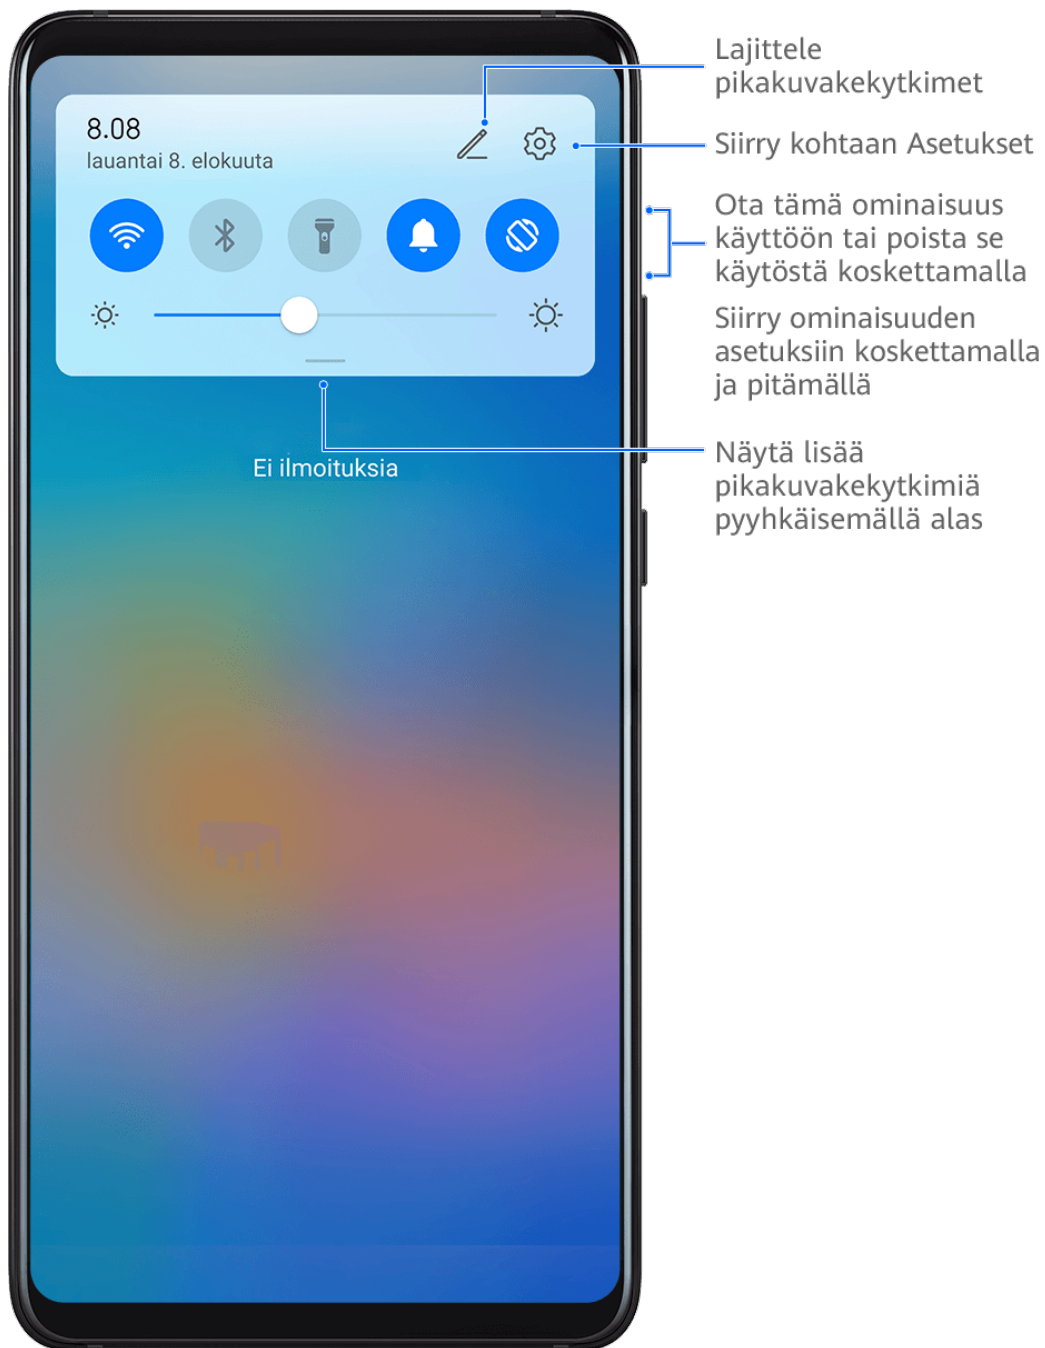 8.08
lauantai 8. elokuuta
Ei ilmoituksia
Lajittele
pikakuvakekytkimet
Siirry kohtaan Asetukset
Ota tämä ominaisuus
käyttöön tai poista se
käytöstä koskettamalla
Siirry ominaisuuden
asetuksiin koskettamalla
ja pitämällä
Näytä lisää
pikakuvakekytkimiä
pyyhkäisemällä alas